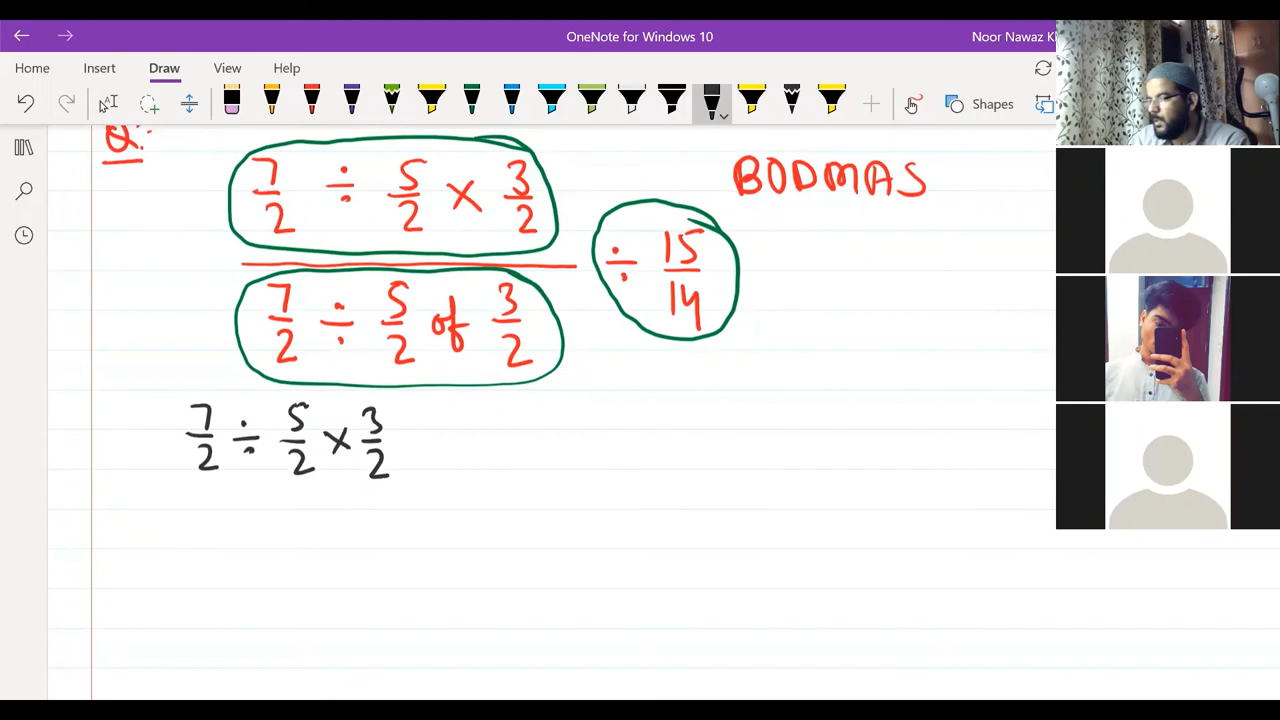 OneNote for Windows 10
Noor Nawaz Kh
Home Insert Draw View Help
Shapes
Q:
7/2 ÷ 5/2 × 3/2
BODMAS
÷ 15/14
7/2 ÷ 5/2 of 3/2
7/2 ÷ 5/2 × 3/2